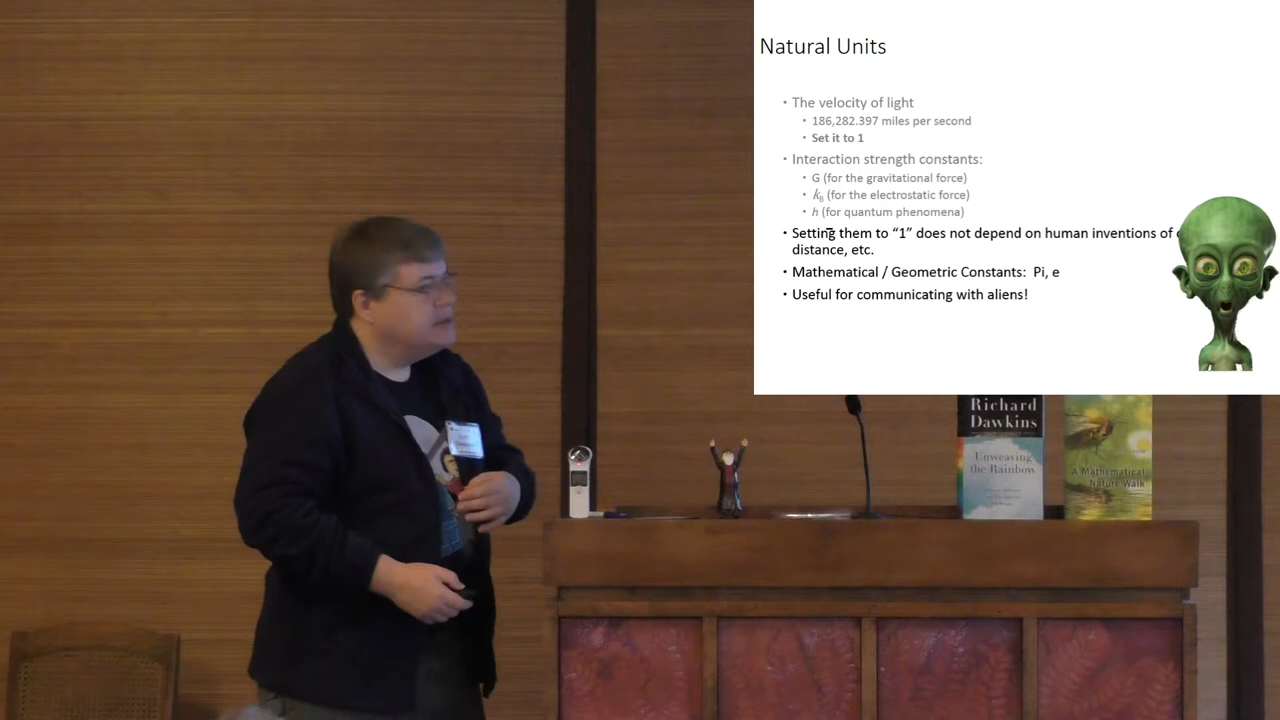 Natural Units
• The velocity of light
• 186,282.397 miles per second
• Set it to 1
• Interaction strength constants:
• G (for the gravitational force)
• kB (for the electrostatic force)
• h (for quantum phenomena)
• Setting them to “1” does not depend on human inventions of
distance, etc.
• Mathematical / Geometric Constants: Pi, e
• Useful for communicating with aliens!
Richard
Dawkins
Unweaving
the Rainbow
A Mathematical
Nature Walk